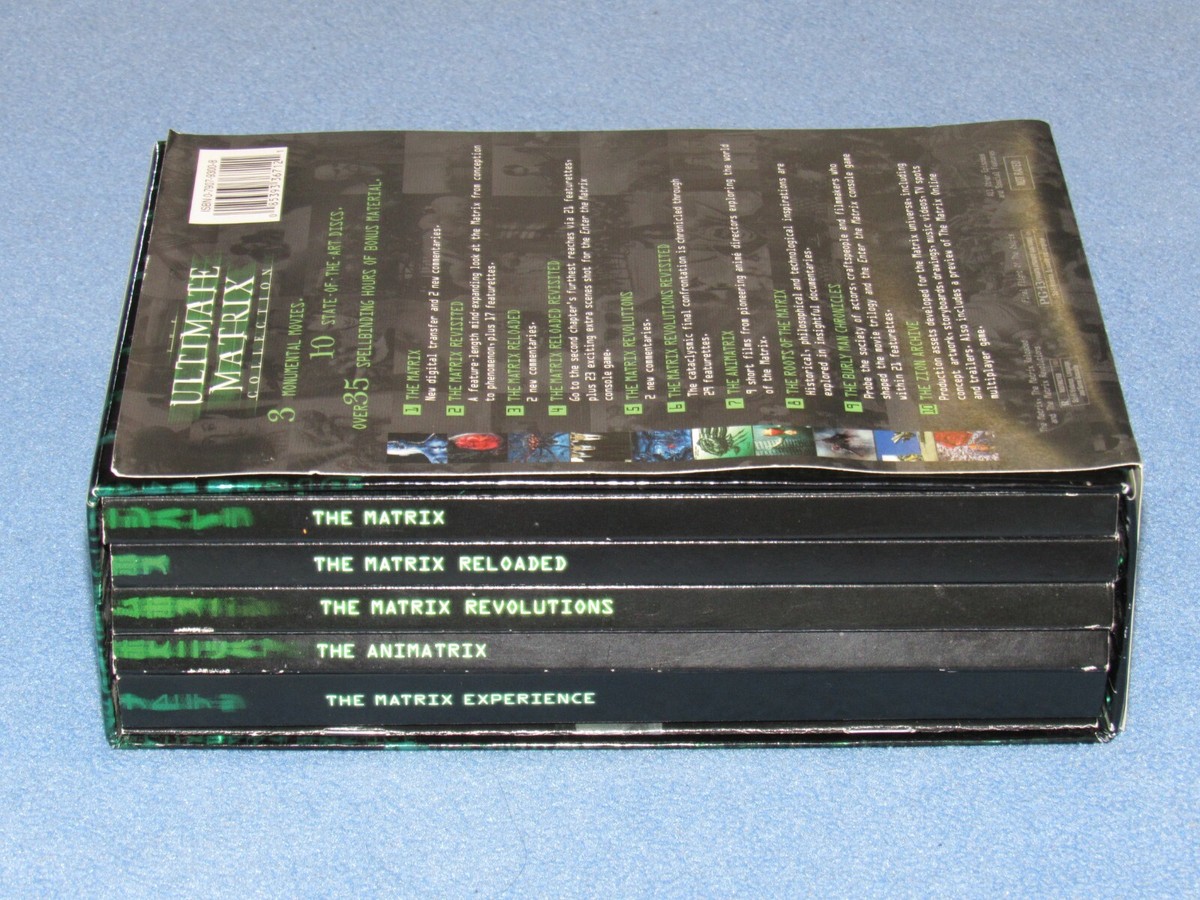 THE
ULTIMATE
MATRIX
COLLECTION
3 MONUMENTAL MOVIES.
10 STATE-OF-THE-ART DISCS.
OVER 35 SPELLBINDING HOURS OF BONUS MATERIAL.
1 THE MATRIX
New digital transfer and 2 new commentaries.
2 THE MATRIX REVISITED
A feature-length mind-expanding look at the Matrix from conception
to phenomenon, plus 17 featurettes.
3 THE MATRIX RELOADED
2 new commentaries.
4 THE MATRIX RELOADED REVISITED
Go to the second chapter's furthest reaches via 21 featurettes,
plus 23 exciting extra scenes shot for the Enter the Matrix
console game.
5 THE MATRIX REVOLUTIONS
2 new commentaries.
6 THE MATRIX REVOLUTIONS REVISITED
The cataclysmic final confrontation is chronicled through
29 featurettes.
7 THE ANIMATRIX
9 short films from pioneering animé directors exploring the world
of the Matrix.
8 THE ROOTS OF THE MATRIX
Historical, philosophical and technological inspirations are
explored in insightful documentaries.
9 THE BURLY MAN CHRONICLES
Probe the society of actors, craftspeople and filmmakers who
shaped the movie trilogy and the Enter the Matrix console game
within 21 featurettes.
10 THE ZION ARCHIVE
Production assets developed for the Matrix universe, including
concept artwork, storyboards, drawings, music videos, TV spots
and trailers. Also includes a preview of The Matrix Online
multiplayer game.
THE MATRIX
THE MATRIX RELOADED
THE MATRIX REVOLUTIONS
THE ANIMATRIX
THE MATRIX EXPERIENCE